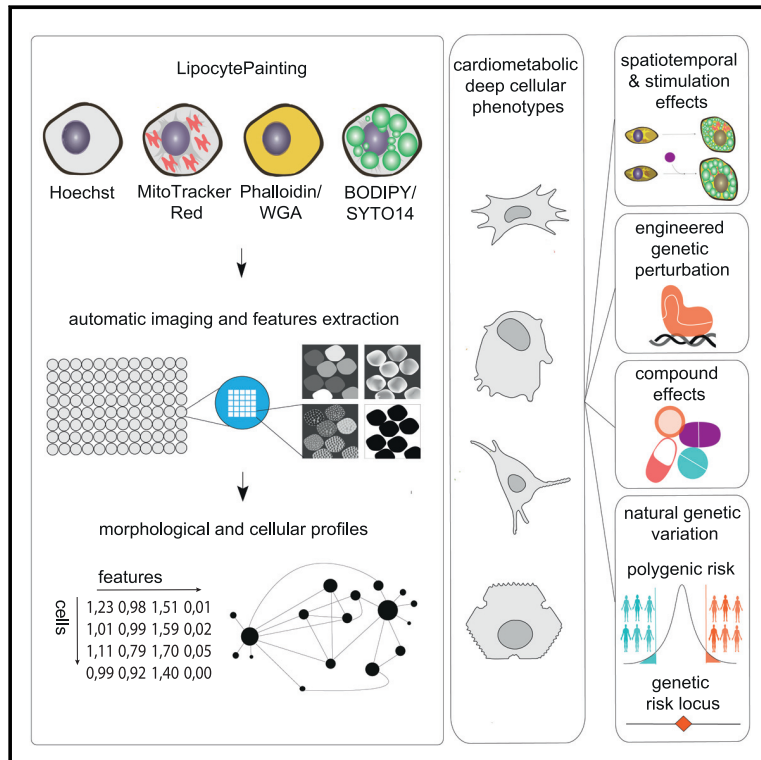 LipocytePainting
Hoechst
MitoTracker
Red
Phalloidin/
WGA
BODIPY/
SYTO14
automatic imaging and features extraction
morphological and cellular profiles
features
cells
1,23 0,98 1,51 0,01
1,01 0,99 1,59 0,02
1,11 0,79 1,70 0,05
0,99 0,92 1,40 0,00
cardiometabolic
deep cellular
phenotypes
spatiotemporal
& stimulation
effects
engineered
genetic
perturbation
compound
effects
natural genetic
variation
polygenic risk
genetic
risk locus